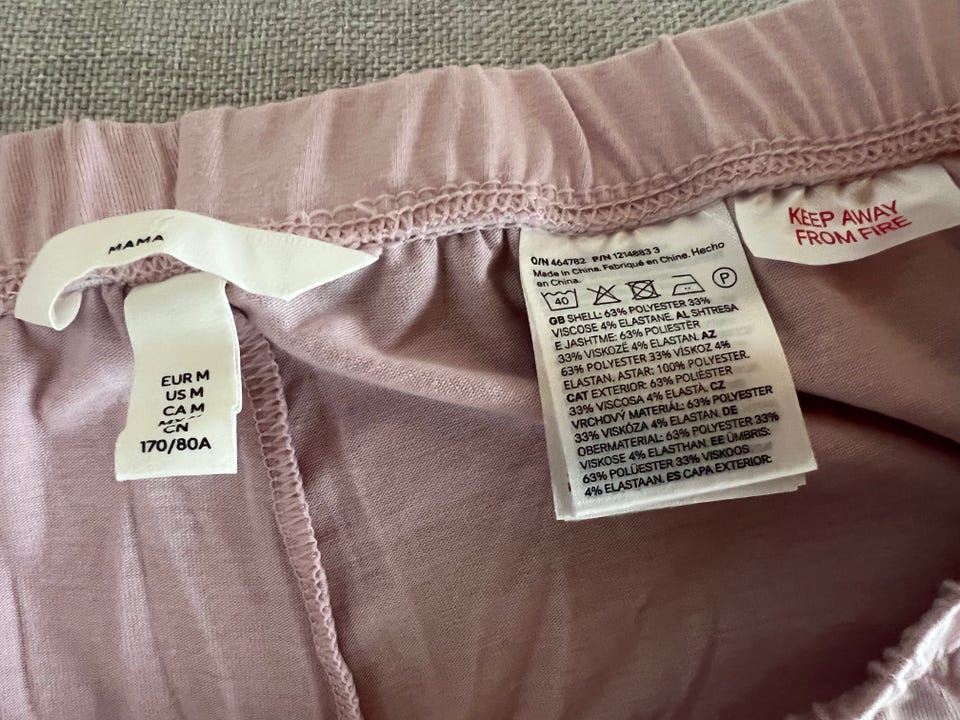 MAMA
EUR M
US M
CA M
CN
170/80A
O/N 464782 P/N 1214883 3
Made in China. Fabriqué en Chine. Hecho
en China.
40
P
GB SHELL: 63% POLYESTER 33%
VISCOSE 4% ELASTANE. AL SHTRESA
E JASHTME: 63% POLIESTER
33% VISKOZË 4% ELASTAN. AZ
63% POLYESTER 33% VİSKOZ 4%
ELASTAN. ASTAR: 100% POLYESTER.
CAT EXTERIOR: 63% POLIÈSTER
33% VISCOSA 4% ELASTÀ. CZ
VRCHOVÝ MATERIÁL: 63% POLYESTER
33% VISKÓZA 4% ELASTAN. DE
OBERMATERIAL: 63% POLYESTER 33%
VISKOSE 4% ELASTHAN. EE ÜMBRIS:
63% POLÜESTER 33% VISKOOS
4% ELASTAAN. ES CAPA EXTERIOR:
KEEP AWAY
FROM FIRE